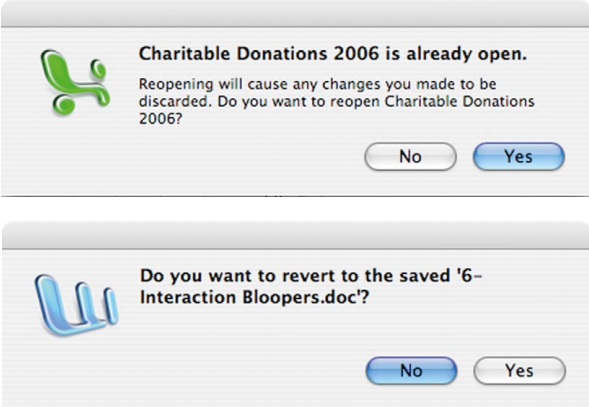 Charitable Donations 2006 is already open.
Reopening will cause any changes you made to be
discarded. Do you want to reopen Charitable Donations
2006?
No Yes
Do you want to revert to the saved '6–
Interaction Bloopers.doc'?
No Yes